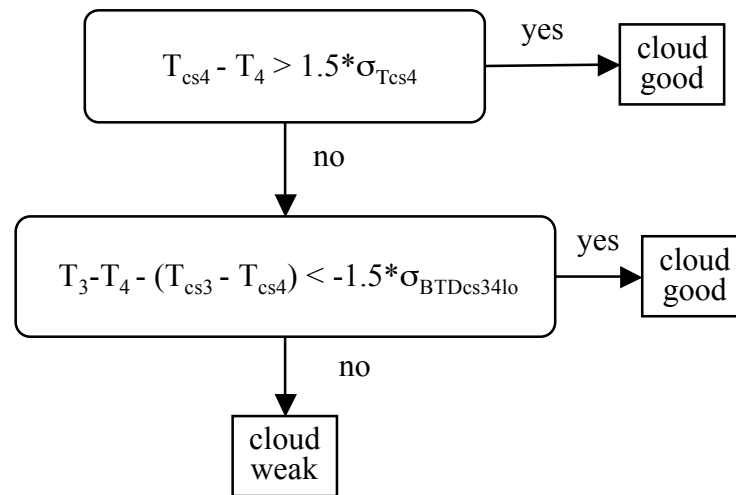 T_cs4 - T_4 > 1.5*σ_Tcs4
yes
cloud
good
no
T_3-T_4 - (T_cs3 - T_cs4) < -1.5*σ_BTDcs34lo
yes
cloud
good
no
cloud
weak